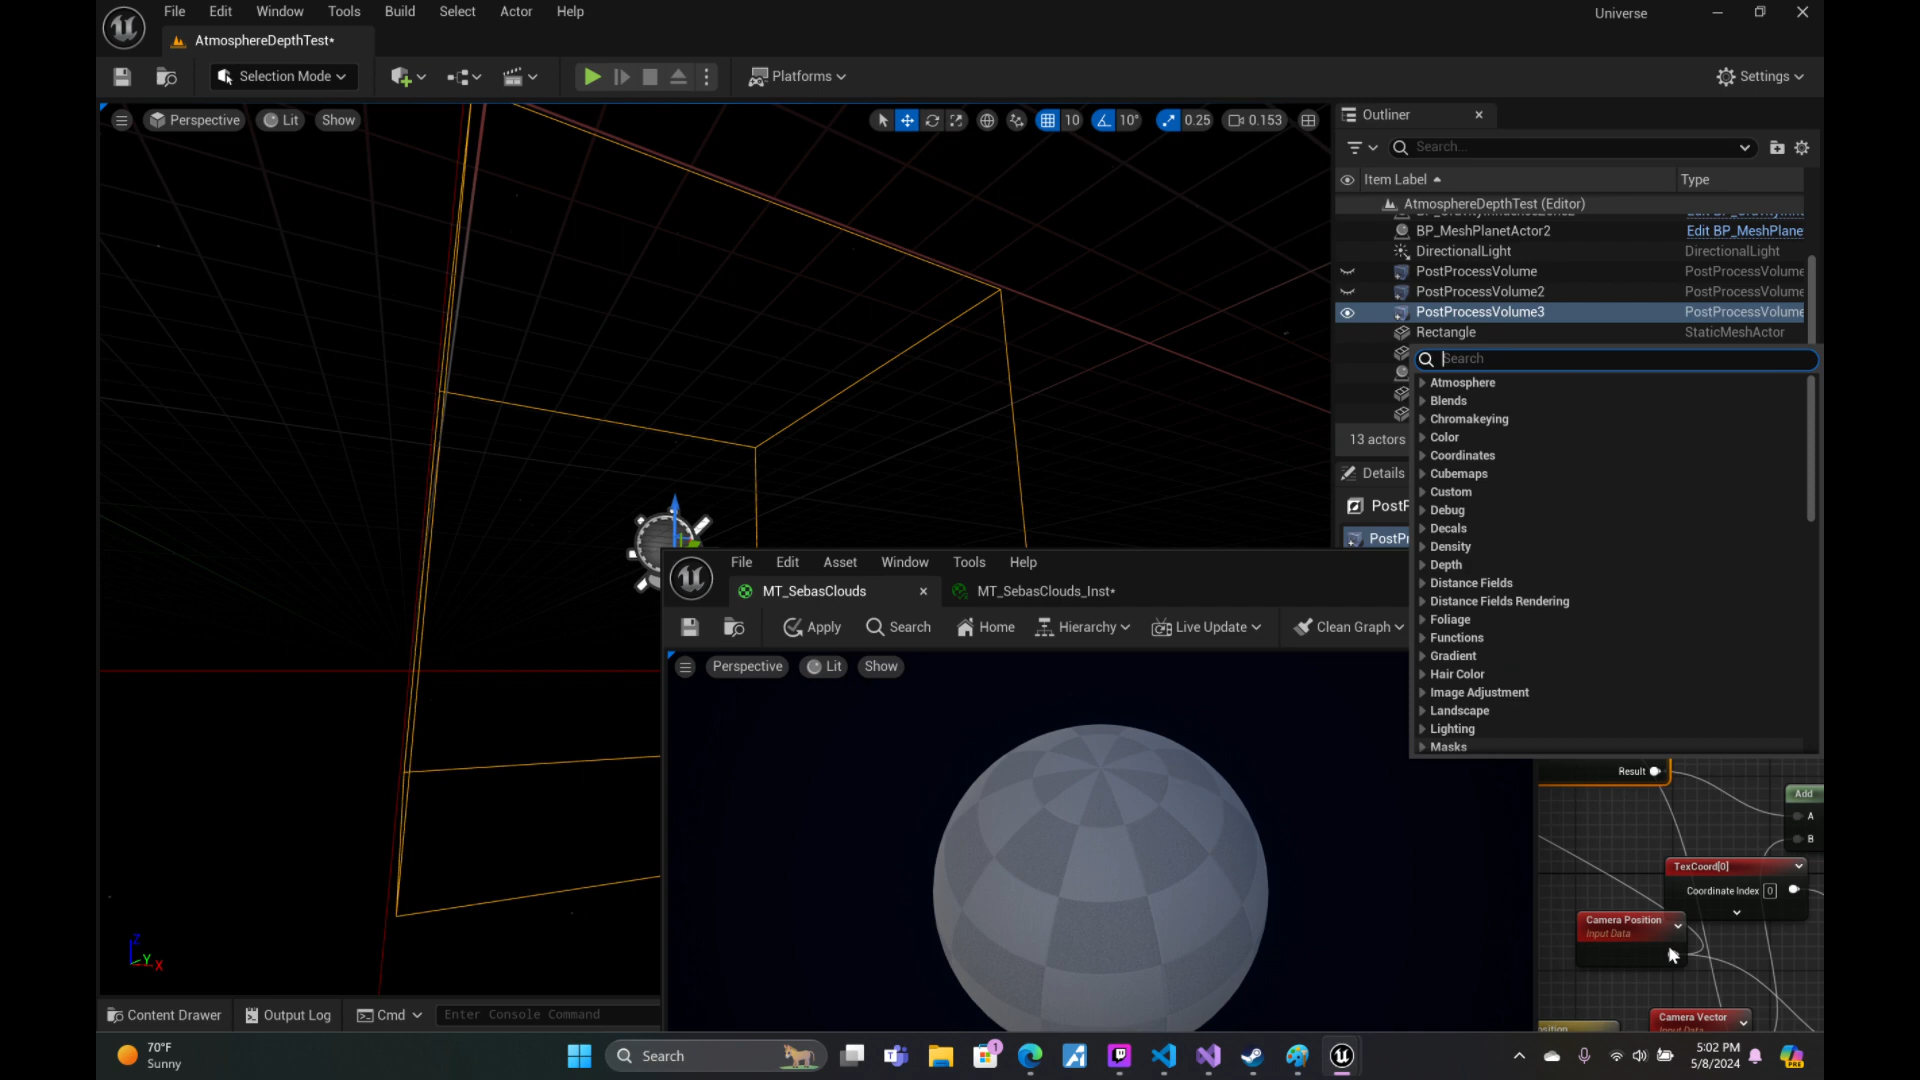 File Edit Window Tools Build Select Actor Help
Universe
AtmosphereDepthTest*
Selection Mode
Platforms
Settings
Perspective Lit Show
10 10° 0.25 0.153
Outliner
Search...
Item Label Type
AtmosphereDepthTest (Editor)
BP_MeshPlanetActor2 Edit BP_MeshPlane
DirectionalLight DirectionalLight
PostProcessVolume PostProcessVolume
PostProcessVolume2 PostProcessVolume
PostProcessVolume3 PostProcessVolume
Rectangle StaticMeshActor
Search
Atmosphere
Blends
Chromakeying
Color
Coordinates
Cubemaps
Custom
Debug
Decals
Density
Depth
Distance Fields
Distance Fields Rendering
Foliage
Functions
Gradient
Hair Color
Image Adjustment
Landscape
Lighting
Masks
13 actors
Details
PostP
PostPr
File Edit Asset Window Tools Help
MT_SebasClouds
MT_SebasClouds_Inst*
Apply Search Home Hierarchy Live Update Clean Graph
Perspective Lit Show
Result
Add
A
B
TexCoord[0]
Coordinate Index 0
Camera Position
Input Data
Camera Vector
Input Data
Z
Y
X
Content Drawer Output Log Cmd Enter Console Command
70°F
Sunny
Search
1
5:02 PM
5/8/2024